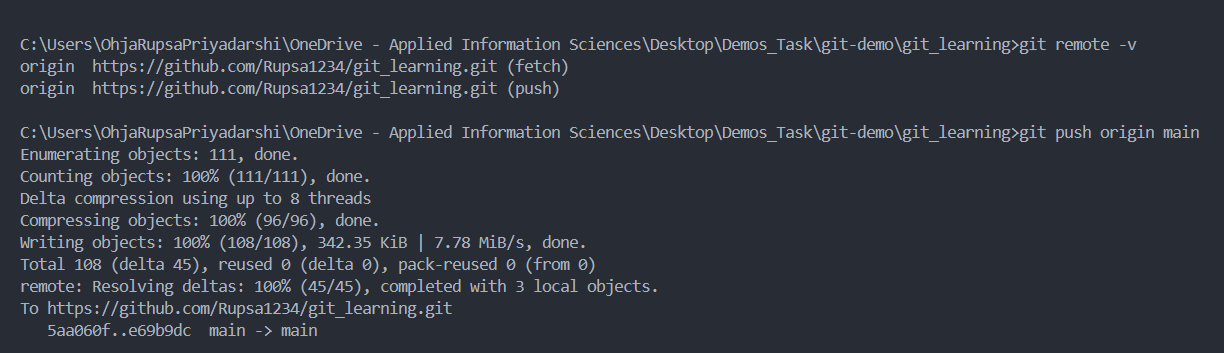 C:\Users\OhjaRupsaPriyadarshi\OneDrive - Applied Information Sciences\Desktop\Demos_Task\git-demo\git_learning>git remote -v
origin  https://github.com/Rupsa1234/git_learning.git (fetch)
origin  https://github.com/Rupsa1234/git_learning.git (push)
C:\Users\OhjaRupsaPriyadarshi\OneDrive - Applied Information Sciences\Desktop\Demos_Task\git-demo\git_learning>git push origin main
Enumerating objects: 111, done.
Counting objects: 100% (111/111), done.
Delta compression using up to 8 threads
Compressing objects: 100% (96/96), done.
Writing objects: 100% (108/108), 342.35 KiB | 7.78 MiB/s, done.
Total 108 (delta 45), reused 0 (delta 0), pack-reused 0 (from 0)
remote: Resolving deltas: 100% (45/45), completed with 3 local objects.
To https://github.com/Rupsa1234/git_learning.git
   5aa060f..e69b9dc  main -> main